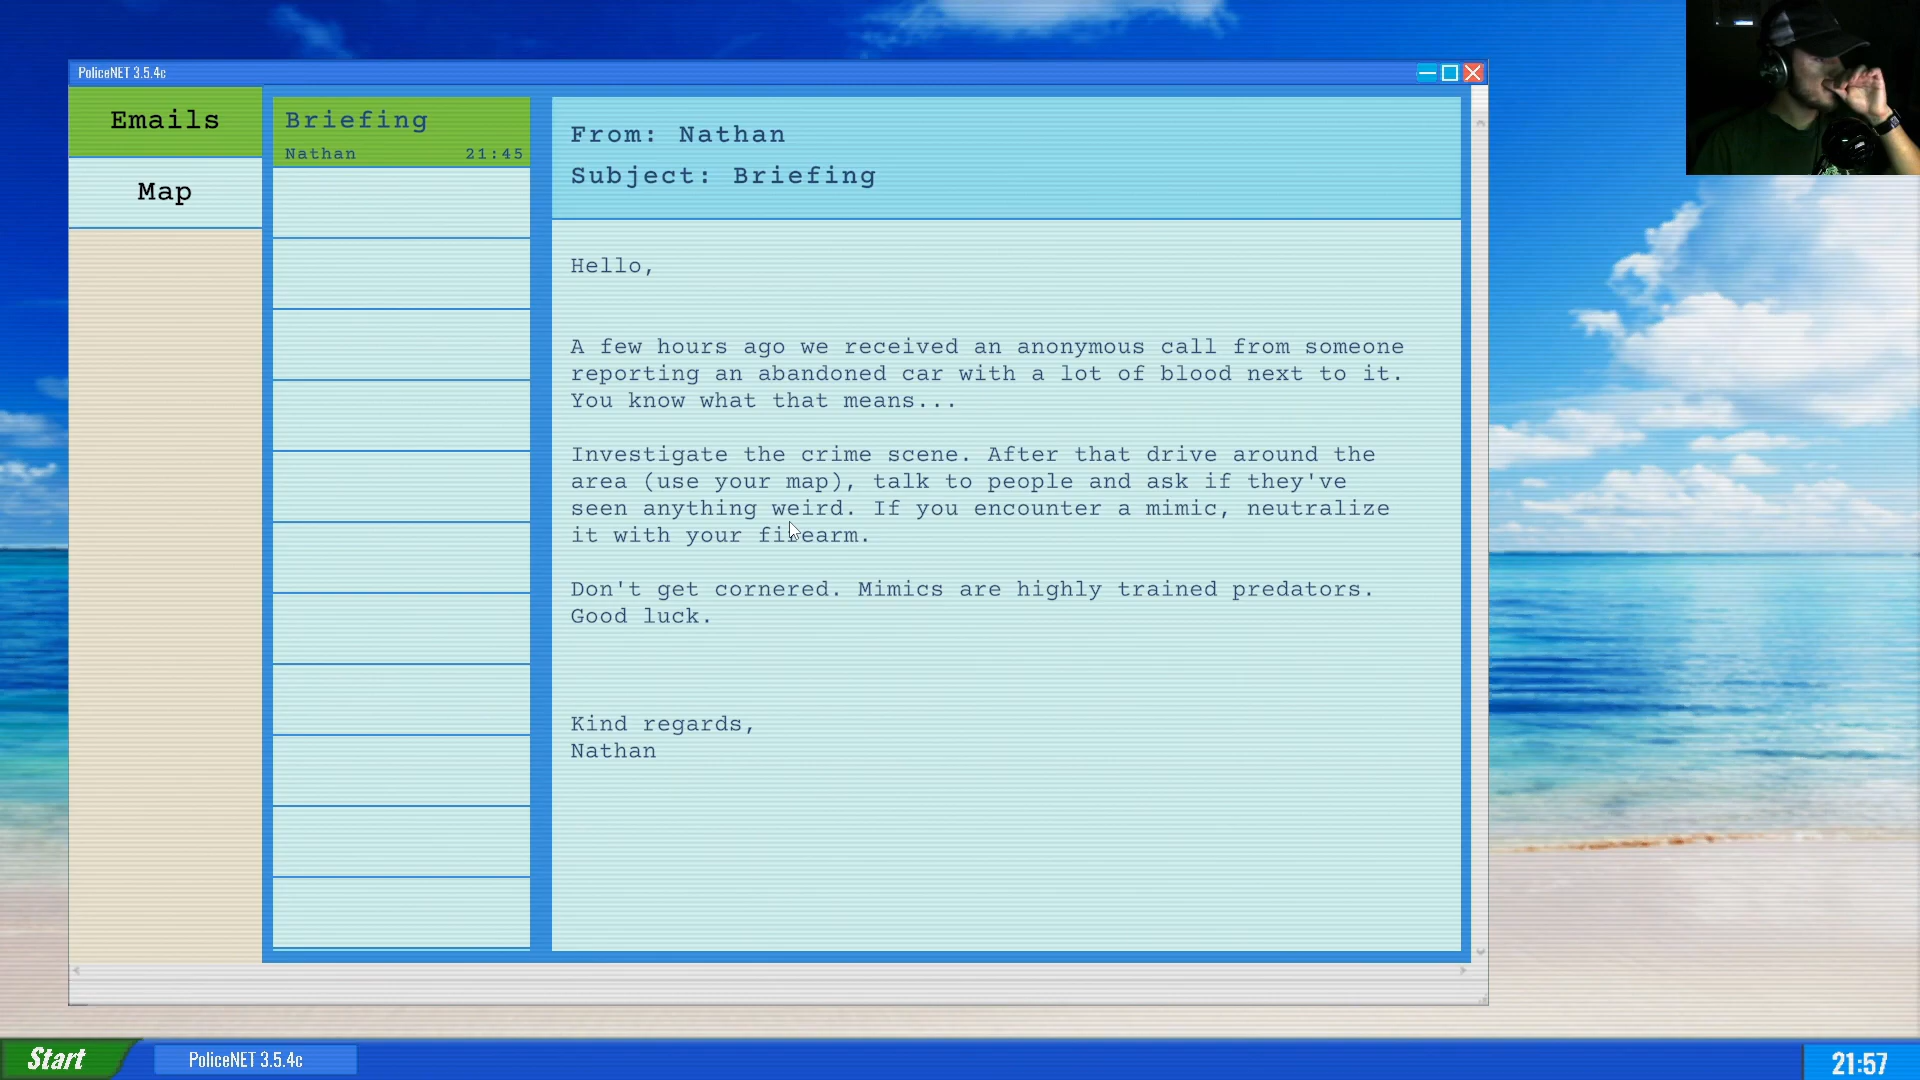 PoliceNET 3.5.4c
Emails
Map
Briefing
Nathan 21:45
From: Nathan
Subject: Briefing
Hello,
A few hours ago we received an anonymous call from someone
reporting an abandoned car with a lot of blood next to it.
You know what that means...
Investigate the crime scene. After that drive around the
area (use your map), talk to people and ask if they've
seen anything weird. If you encounter a mimic, neutralize
it with your firearm.
Don't get cornered. Mimics are highly trained predators.
Good luck.
Kind regards,
Nathan
Start
PoliceNET 3.5.4c
21:57